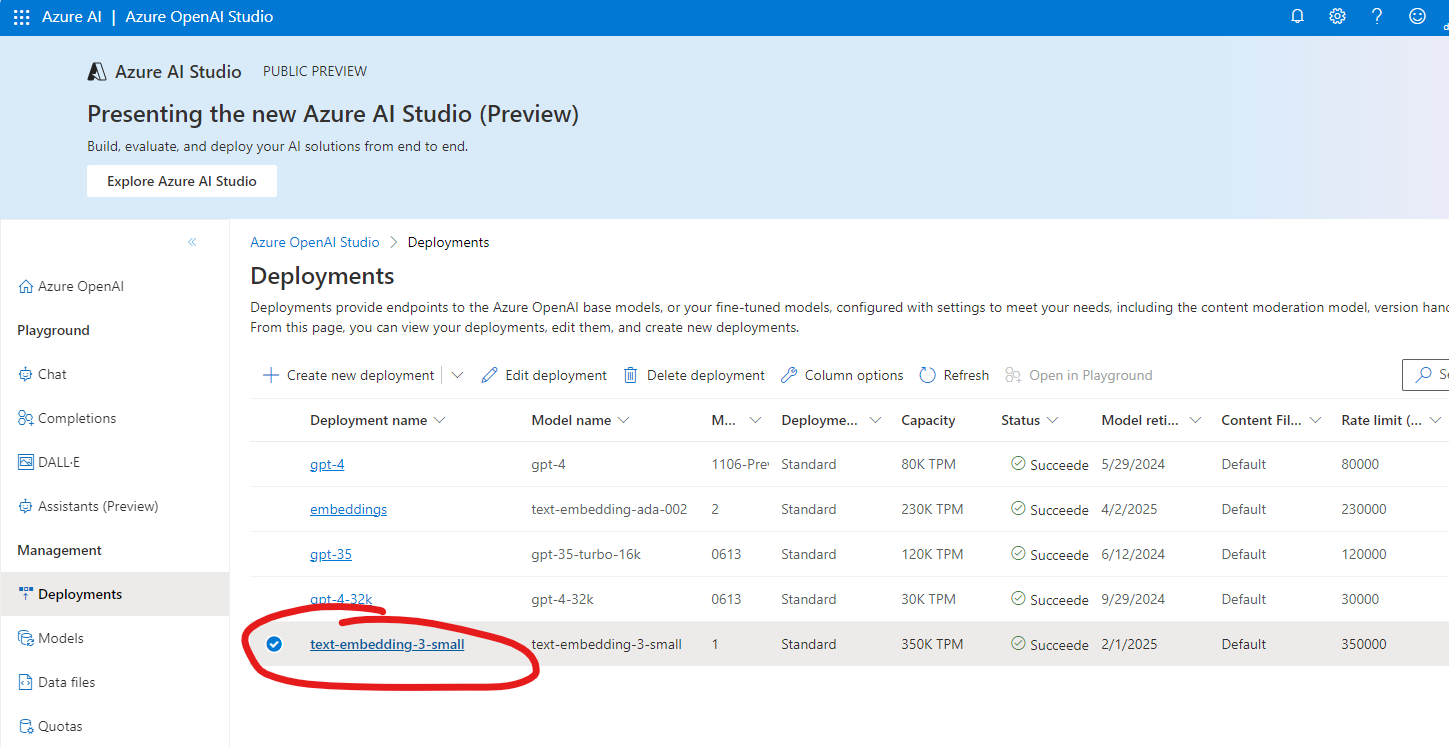 Azure AI | Azure OpenAI Studio
Azure AI Studio PUBLIC PREVIEW
Presenting the new Azure AI Studio (Preview)
Build, evaluate, and deploy your AI solutions from end to end.
Explore Azure AI Studio
Azure OpenAI
Playground
Chat
Completions
DALL·E
Assistants (Preview)
Management
Deployments
Models
Data files
Quotas
Azure OpenAI Studio > Deployments
Deployments
Deployments provide endpoints to the Azure OpenAI base models, or your fine-tuned models, configured with settings to meet your needs, including the content moderation model, version hand
From this page, you can view your deployments, edit them, and create new deployments.
Create new deployment Edit deployment Delete deployment Column options Refresh Open in Playground
Deployment name Model name M... Deployme... Capacity Status Model reti... Content Fil... Rate limit (...
gpt-4 gpt-4 1106-Prev Standard 80K TPM Succeede 5/29/2024 Default 80000
embeddings text-embedding-ada-002 2 Standard 230K TPM Succeede 4/2/2025 Default 230000
gpt-35 gpt-35-turbo-16k 0613 Standard 120K TPM Succeede 6/12/2024 Default 120000
gpt-4-32k gpt-4-32k 0613 Standard 30K TPM Succeede 9/29/2024 Default 30000
text-embedding-3-small text-embedding-3-small 1 Standard 350K TPM Succeede 2/1/2025 Default 350000